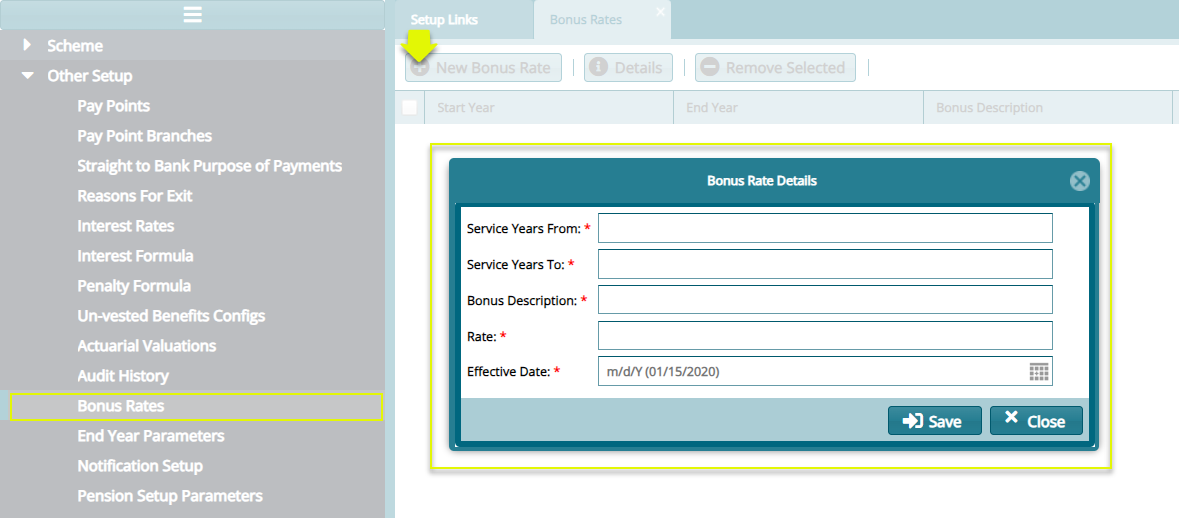 Setup Links
Bonus Rates
Scheme
Other Setup
Pay Points
Pay Point Branches
Straight to Bank Purpose of Payments
Reasons For Exit
Interest Rates
Interest Formula
Penalty Formula
Un-vested Benefits Configs
Actuarial Valuations
Audit History
Bonus Rates
End Year Parameters
Notification Setup
Pension Setup Parameters
New Bonus Rate
Details
Remove Selected
Start Year
End Year
Bonus Description
Bonus Rate Details
Service Years From: *
Service Years To: *
Bonus Description: *
Rate: *
Effective Date: * m/d/Y (01/15/2020)
Save
Close